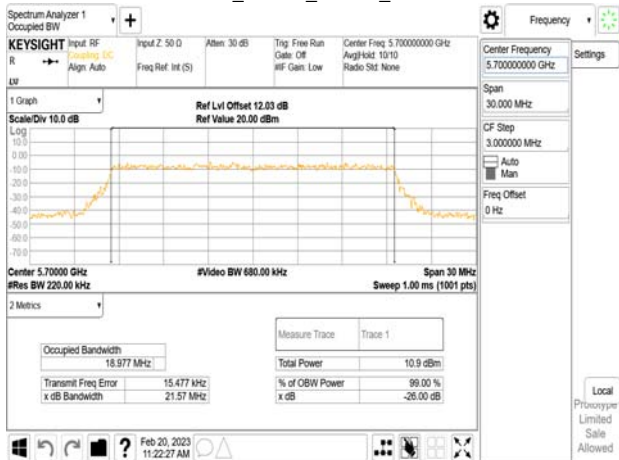 Spectrum Analyzer 1
Occupied BW
+
Frequency
KEYSIGHT
R
Input: RF
Coupling: DC
Align: Auto
Input Z: 50 Ω
Freq Ref: Int (S)
Atten: 30 dB
Trig: Free Run
Gate: Off
#IF Gain: Low
Center Freq: 5.700000000 GHz
Avg|Hold: 10/10
Radio Std: None
Center Frequency
5.700000000 GHz
Settings
Span
30.000 MHz
CF Step
3.000000 MHz
Auto
Man
Freq Offset
0 Hz
1 Graph
Scale/Div 10.0 dB
Ref Lvl Offset 12.03 dB
Ref Value 20.00 dBm
Log
10.0
0.00
-10.0
-20.0
-30.0
-40.0
-50.0
-60.0
-70.0
Center 5.70000 GHz
#Res BW 220.00 kHz
#Video BW 680.00 kHz
Span 30 MHz
Sweep 1.00 ms (1001 pts)
2 Metrics
Measure Trace Trace 1
Occupied Bandwidth
18.977 MHz
Total Power 10.9 dBm
Transmit Freq Error 15.477 kHz
% of OBW Power 99.00 %
x dB Bandwidth 21.57 MHz
x dB -26.00 dB
Local
Prototype
Limited
Sale
Allowed
?
Feb 20, 2023
11:22:27 AM